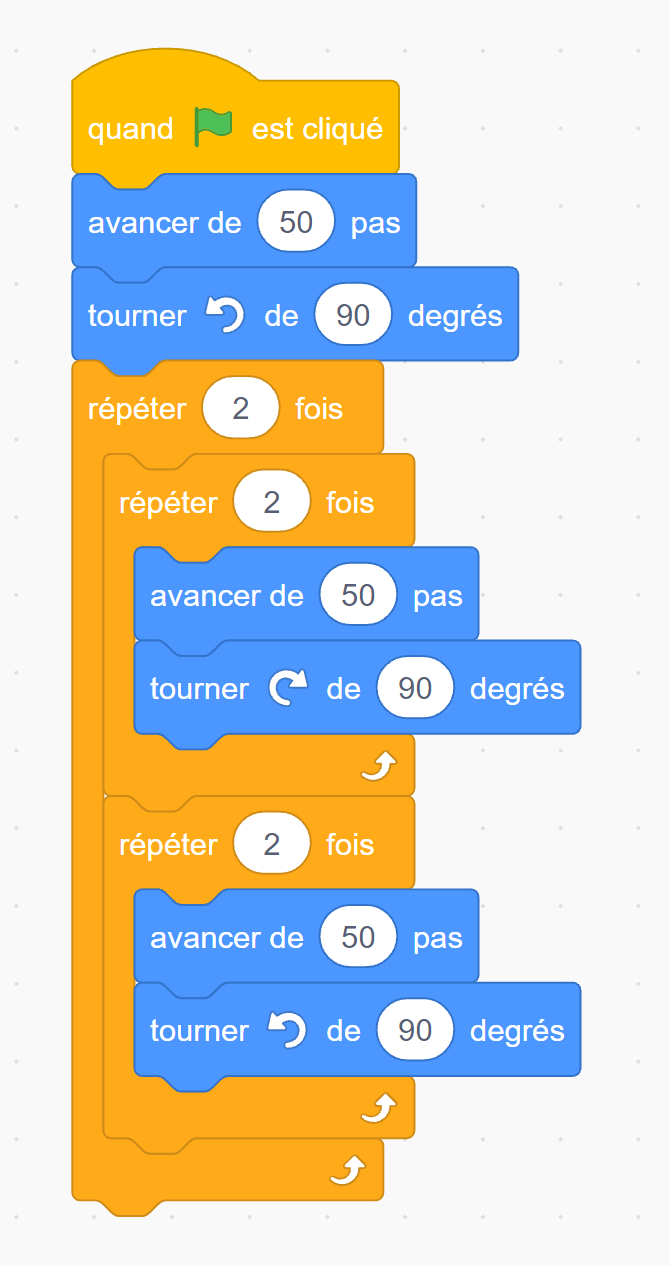 quand est cliqué
avancer de 50 pas
tourner de 90 degrés
répéter 2 fois
répéter 2 fois
avancer de 50 pas
tourner de 90 degrés
répéter 2 fois
avancer de 50 pas
tourner de 90 degrés